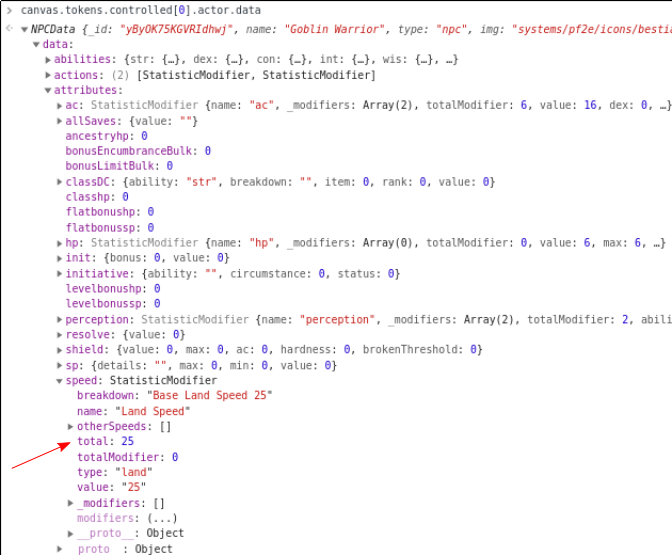 > canvas.tokens.controlled[0].actor.data
NPCData {_id: "yByOK75KGVRIdhwj", name: "Goblin Warrior", type: "npc", img: "systems/pf2e/icons/bestia
data:
abilities: {str: {…}, dex: {…}, con: {…}, int: {…}, wis: {…}, …}
actions: (2) [StatisticModifier, StatisticModifier]
attributes:
ac: StatisticModifier {name: "ac", _modifiers: Array(2), totalModifier: 6, value: 16, dex: 0, …}
allSaves: {value: ""}
ancestryhp: 0
bonusEncumbranceBulk: 0
bonusLimitBulk: 0
classDC: {ability: "str", breakdown: "", item: 0, rank: 0, value: 0}
classhp: 0
flatbonushp: 0
flatbonussp: 0
hp: StatisticModifier {name: "hp", _modifiers: Array(0), totalModifier: 0, value: 6, max: 6, …}
init: {bonus: 0, value: 0}
initiative: {ability: "", circumstance: 0, status: 0}
levelbonushp: 0
levelbonussp: 0
perception: StatisticModifier {name: "perception", _modifiers: Array(2), totalModifier: 2, abili
resolve: {value: 0}
shield: {value: 0, max: 0, ac: 0, hardness: 0, brokenThreshold: 0}
sp: {details: "", max: 0, min: 0, value: 0}
speed: StatisticModifier
breakdown: "Base Land Speed 25"
name: "Land Speed"
otherSpeeds: []
total: 25
totalModifier: 0
type: "land"
value: "25"
_modifiers: []
modifiers: (...)
__proto__: Object
proto : Object